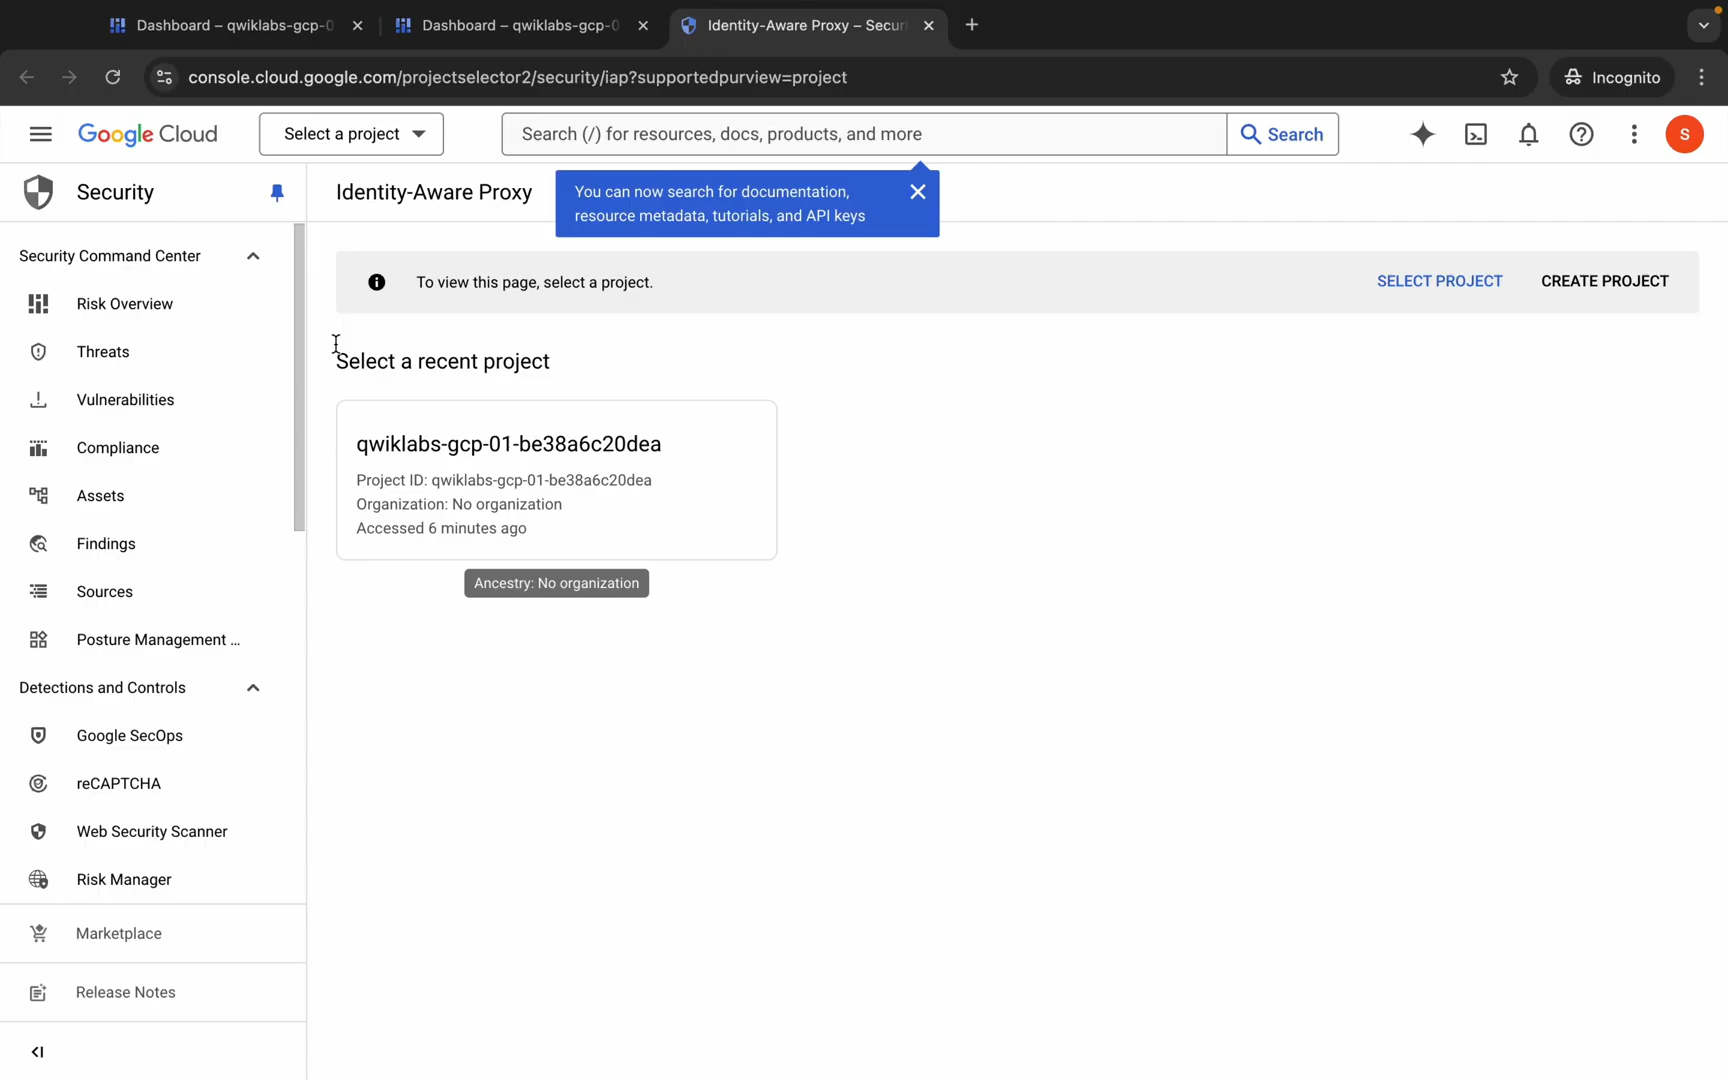 Dashboard – qwiklabs-gcp-0
Dashboard – qwiklabs-gcp-0
Identity-Aware Proxy – Secur
console.cloud.google.com/projectselector2/security/iap?supportedpurview=project
Incognito
Google Cloud
Select a project
Search (/) for resources, docs, products, and more
Search
S
Security
Identity-Aware Proxy
You can now search for documentation,
resource metadata, tutorials, and API keys
Security Command Center
Risk Overview
Threats
Vulnerabilities
Compliance
Assets
Findings
Sources
Posture Management ...
Detections and Controls
Google SecOps
reCAPTCHA
Web Security Scanner
Risk Manager
Marketplace
Release Notes
To view this page, select a project.
SELECT PROJECT
CREATE PROJECT
Select a recent project
qwiklabs-gcp-01-be38a6c20dea
Project ID: qwiklabs-gcp-01-be38a6c20dea
Organization: No organization
Accessed 6 minutes ago
Ancestry: No organization